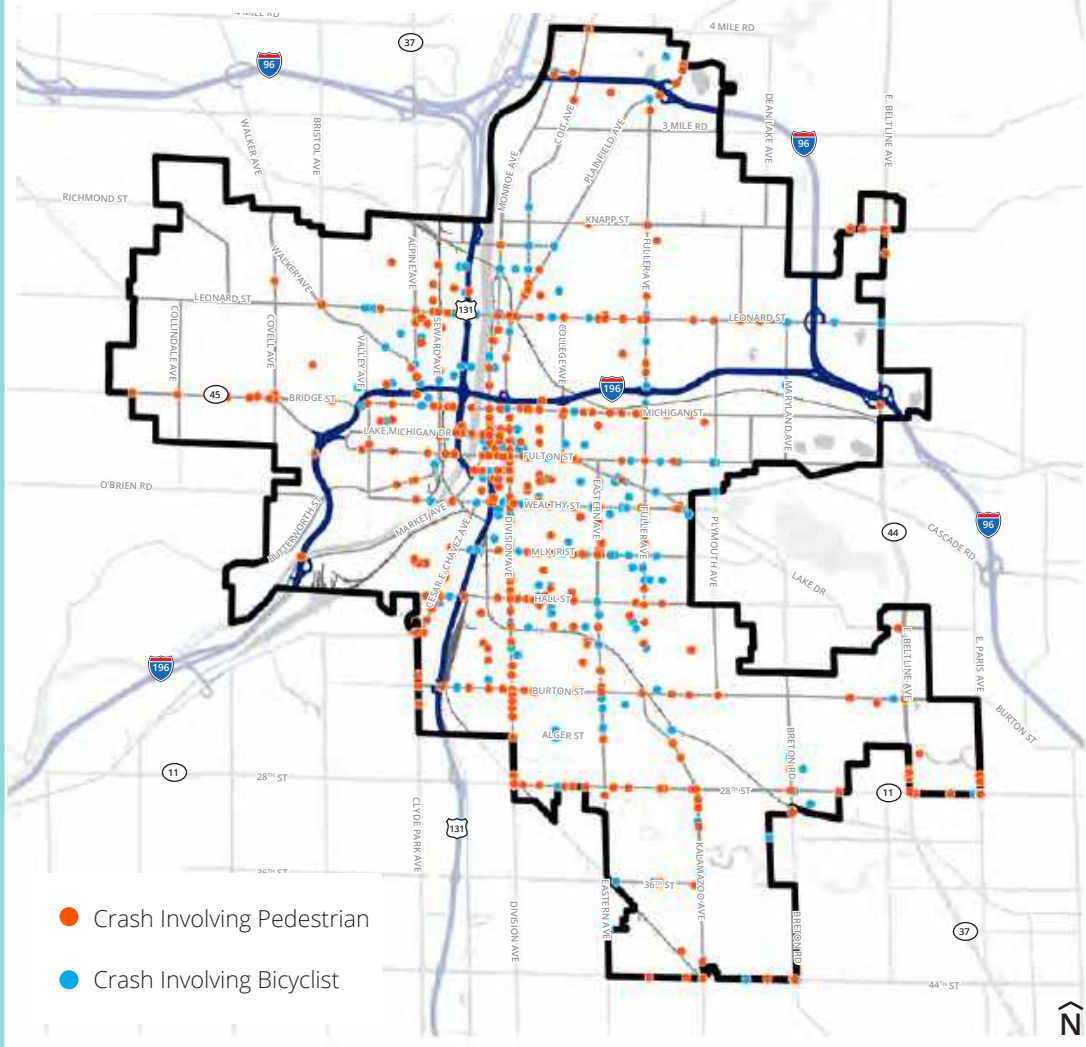 4 MILE RD
4 MILE RD
37
96
WALKER AVE
BRISTOL AVE
MONROE AVE
COIT AVE
PLAINFIELD AVE
3 MILE RD
DEAN LAKE AVE
96
E. BELTLINE AVE
RICHMOND ST
KNAPP ST
WALKER AVE
ALPINE AVE
FULLER AVE
LEONARD ST
131
LEONARD ST
COLLINDALE AVE
COVELL AVE
VALLEY AVE
SEWARD AVE
COLLEGE AVE
196
45
BRIDGE ST
MICHIGAN ST
MARYLAND AVE
LAKE MICHIGAN DR
FULTON ST
O'BRIEN RD
BUTTERWORTH ST
MARKET AVE
WEALTHY ST
EASTERN AVE
FULLER AVE
PLYMOUTH AVE
44
CASCADE RD
96
CESAR E. CHAVEZ AVE
DIVISION AVE
MLK JR ST
LAKE DR
HALL ST
196
E. BELTLINE AVE
E. PARIS AVE
BURTON ST
BURTON ST
ALGER ST
BRETON RD
11
28TH ST
28TH ST
11
CLYDE PARK AVE
131
36TH ST
36TH ST
KALAMAZOO AVE
DIVISION AVE
EASTERN AVE
BRETON RD
37
44TH ST
Crash Involving Pedestrian
Crash Involving Bicyclist
N